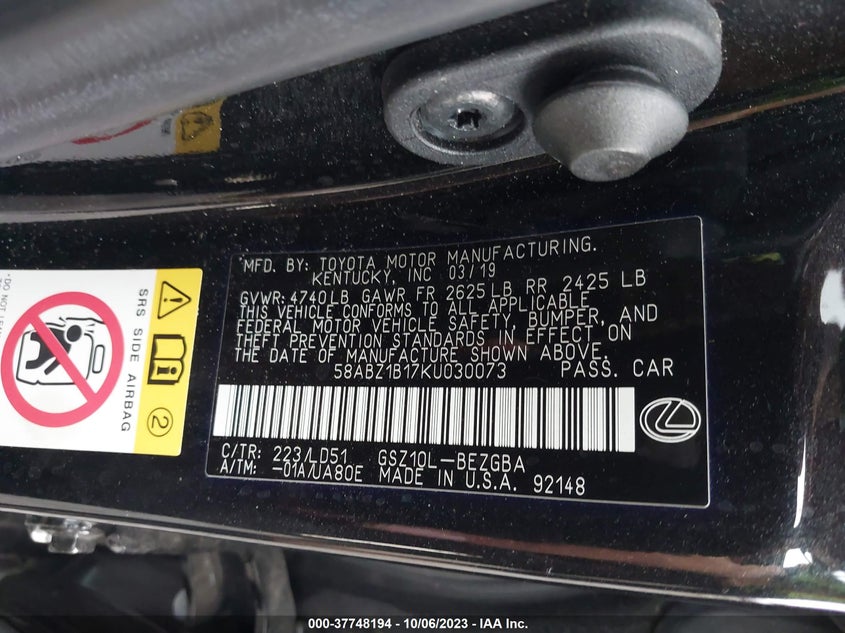 *MFD. BY: TOYOTA MOTOR MANUFACTURING.
KENTUCKY, INC 03/19
GVWR: 4740LB GAWR FR 2625LB RR 2425 LB
THIS VEHICLE CONFORMS TO ALL APPLICABLE
FEDERAL MOTOR VEHICLE SAFETY, BUMPER, AND
THEFT PREVENTION STANDARDS IN EFFECT ON
THE DATE OF MANUFACTURE SHOWN ABOVE.
58ABZ1B17KU030073 PASS. CAR
C/TR: 223/LD51 GSZ10L-BEZGBA
A/TM: -01A/UA80E MADE IN U.S.A. 92148
SRS SIDE AIRBAG
2
"DO NOT
000-37748194 - 10/06/2023 - IAA Inc.